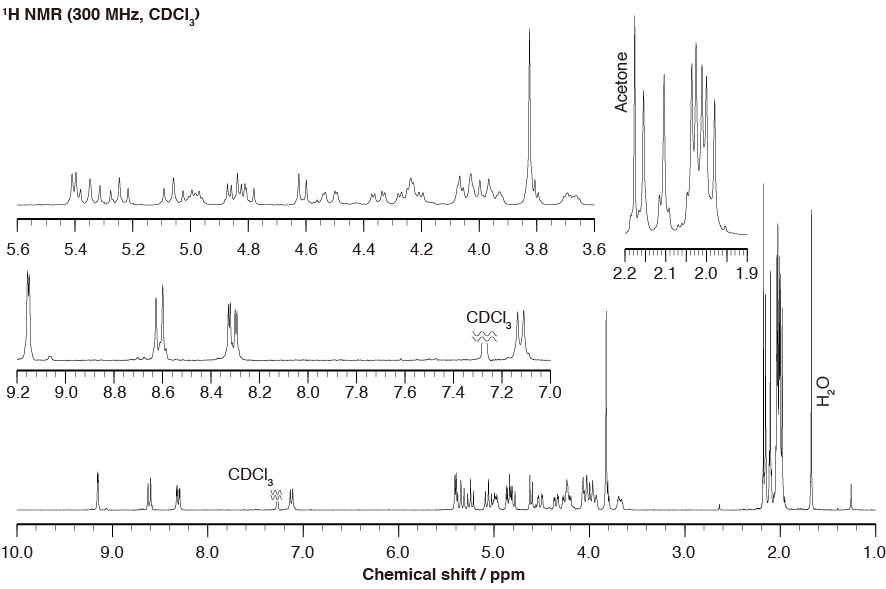 ¹H NMR (300 MHz, CDCl₃)
Acetone
5.6 5.4 5.2 5.0 4.8 4.6 4.4 4.2 4.0 3.8 3.6
2.2 2.1 2.0 1.9
CDCl₃
9.2 9.0 8.8 8.6 8.4 8.2 8.0 7.8 7.6 7.4 7.2 7.0
H₂O
CDCl₃
10.0 9.0 8.0 7.0 6.0 5.0 4.0 3.0 2.0 1.0
Chemical shift / ppm